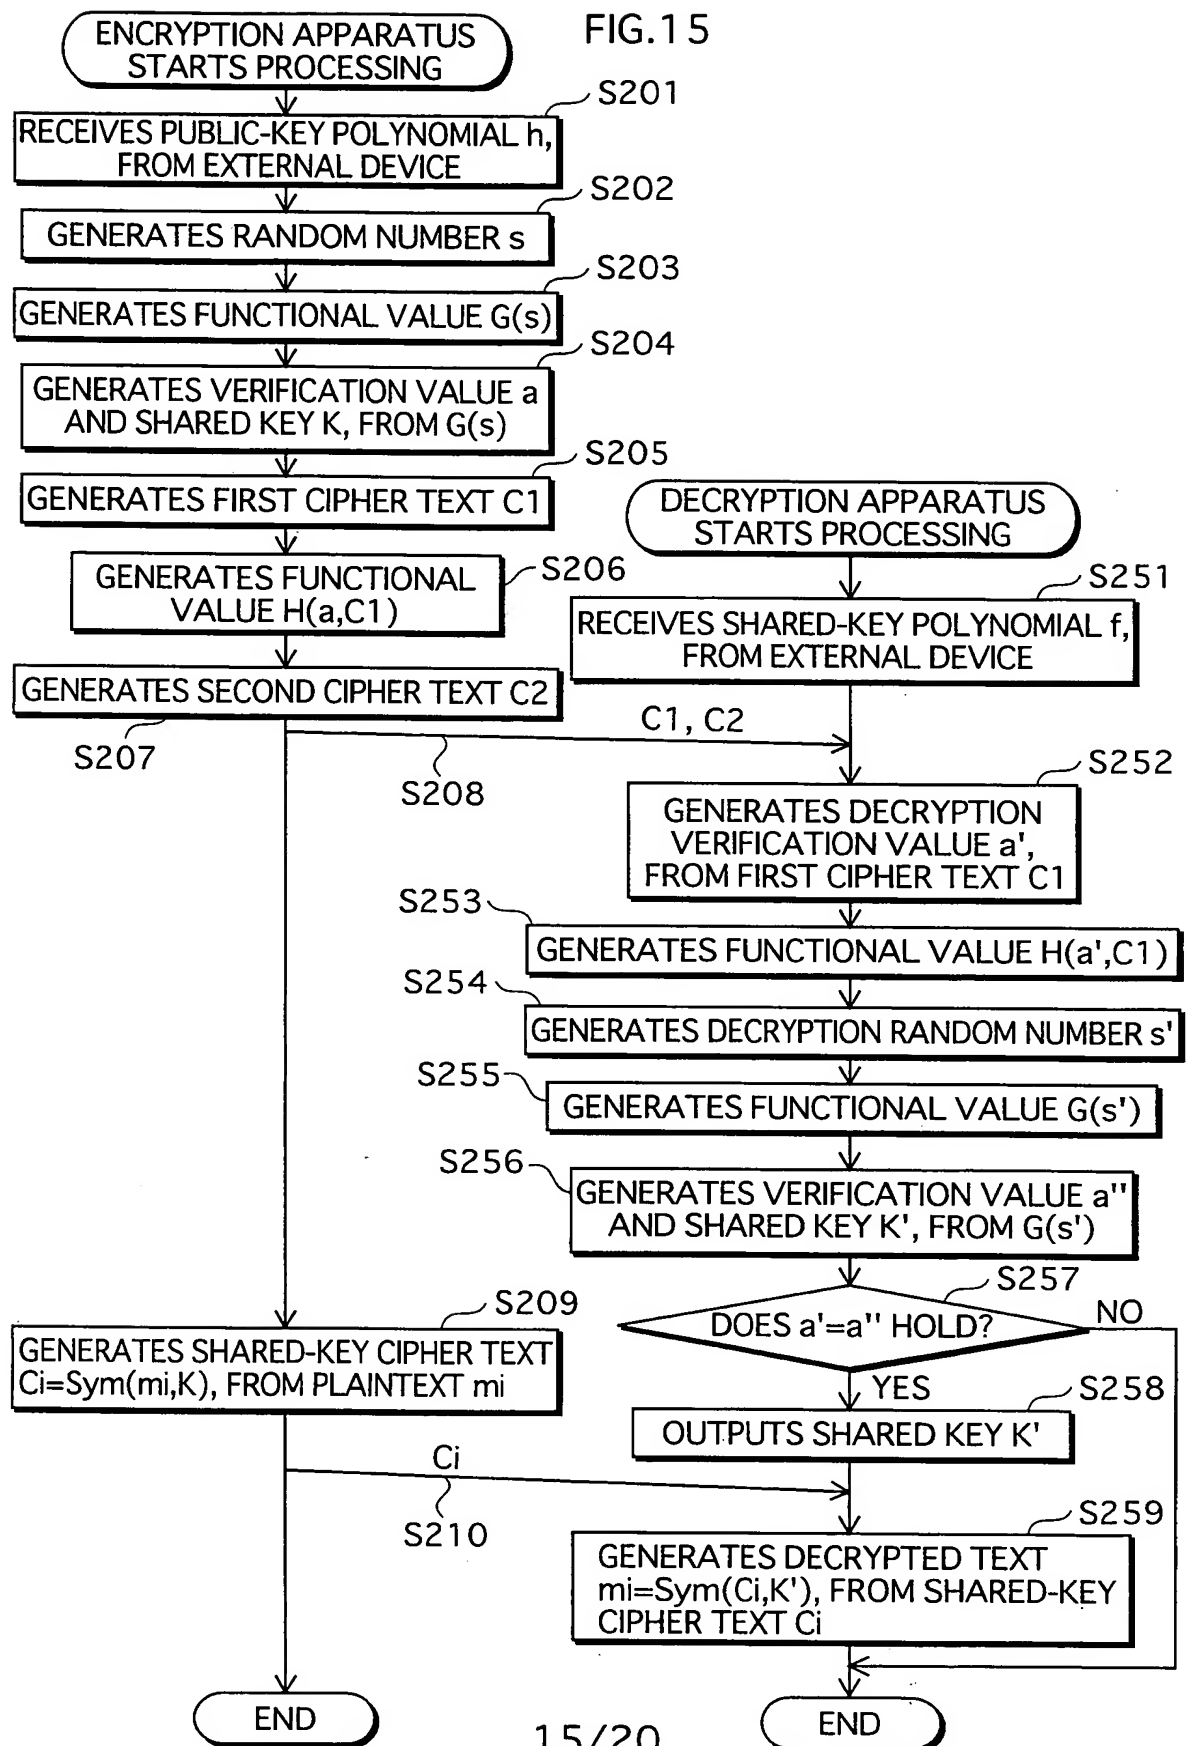 FIG.15
ENCRYPTION APPARATUS
STARTS PROCESSING
S201
RECEIVES PUBLIC-KEY POLYNOMIAL h,
FROM EXTERNAL DEVICE
S202
GENERATES RANDOM NUMBER s
S203
GENERATES FUNCTIONAL VALUE G(s)
S204
GENERATES VERIFICATION VALUE a
AND SHARED KEY K, FROM G(s)
S205
GENERATES FIRST CIPHER TEXT C1
S206
GENERATES FUNCTIONAL
VALUE H(a,C1)
GENERATES SECOND CIPHER TEXT C2
S207
C1, C2
S208
DECRYPTION APPARATUS
STARTS PROCESSING
S251
RECEIVES SHARED-KEY POLYNOMIAL f,
FROM EXTERNAL DEVICE
S252
GENERATES DECRYPTION
VERIFICATION VALUE a',
FROM FIRST CIPHER TEXT C1
S253
GENERATES FUNCTIONAL VALUE H(a',C1)
S254
GENERATES DECRYPTION RANDOM NUMBER s'
S255
GENERATES FUNCTIONAL VALUE G(s')
S256
GENERATES VERIFICATION VALUE a''
AND SHARED KEY K', FROM G(s')
S257
DOES a'=a'' HOLD?
NO
YES
S258
OUTPUTS SHARED KEY K'
S209
GENERATES SHARED-KEY CIPHER TEXT
Ci=Sym(mi,K), FROM PLAINTEXT mi
Ci
S210
S259
GENERATES DECRYPTED TEXT
mi=Sym(Ci,K'), FROM SHARED-KEY
CIPHER TEXT Ci
END
END
15/20